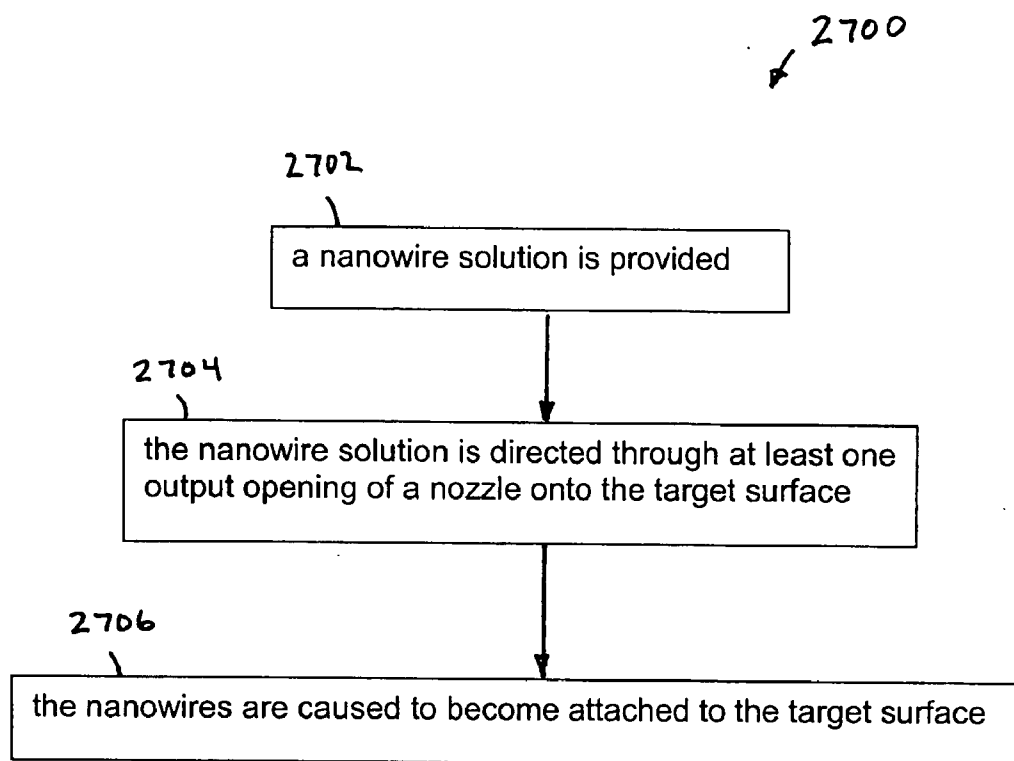 2700
2702
a nanowire solution is provided
2704
the nanowire solution is directed through at least one
output opening of a nozzle onto the target surface
2706
the nanowires are caused to become attached to the target surface